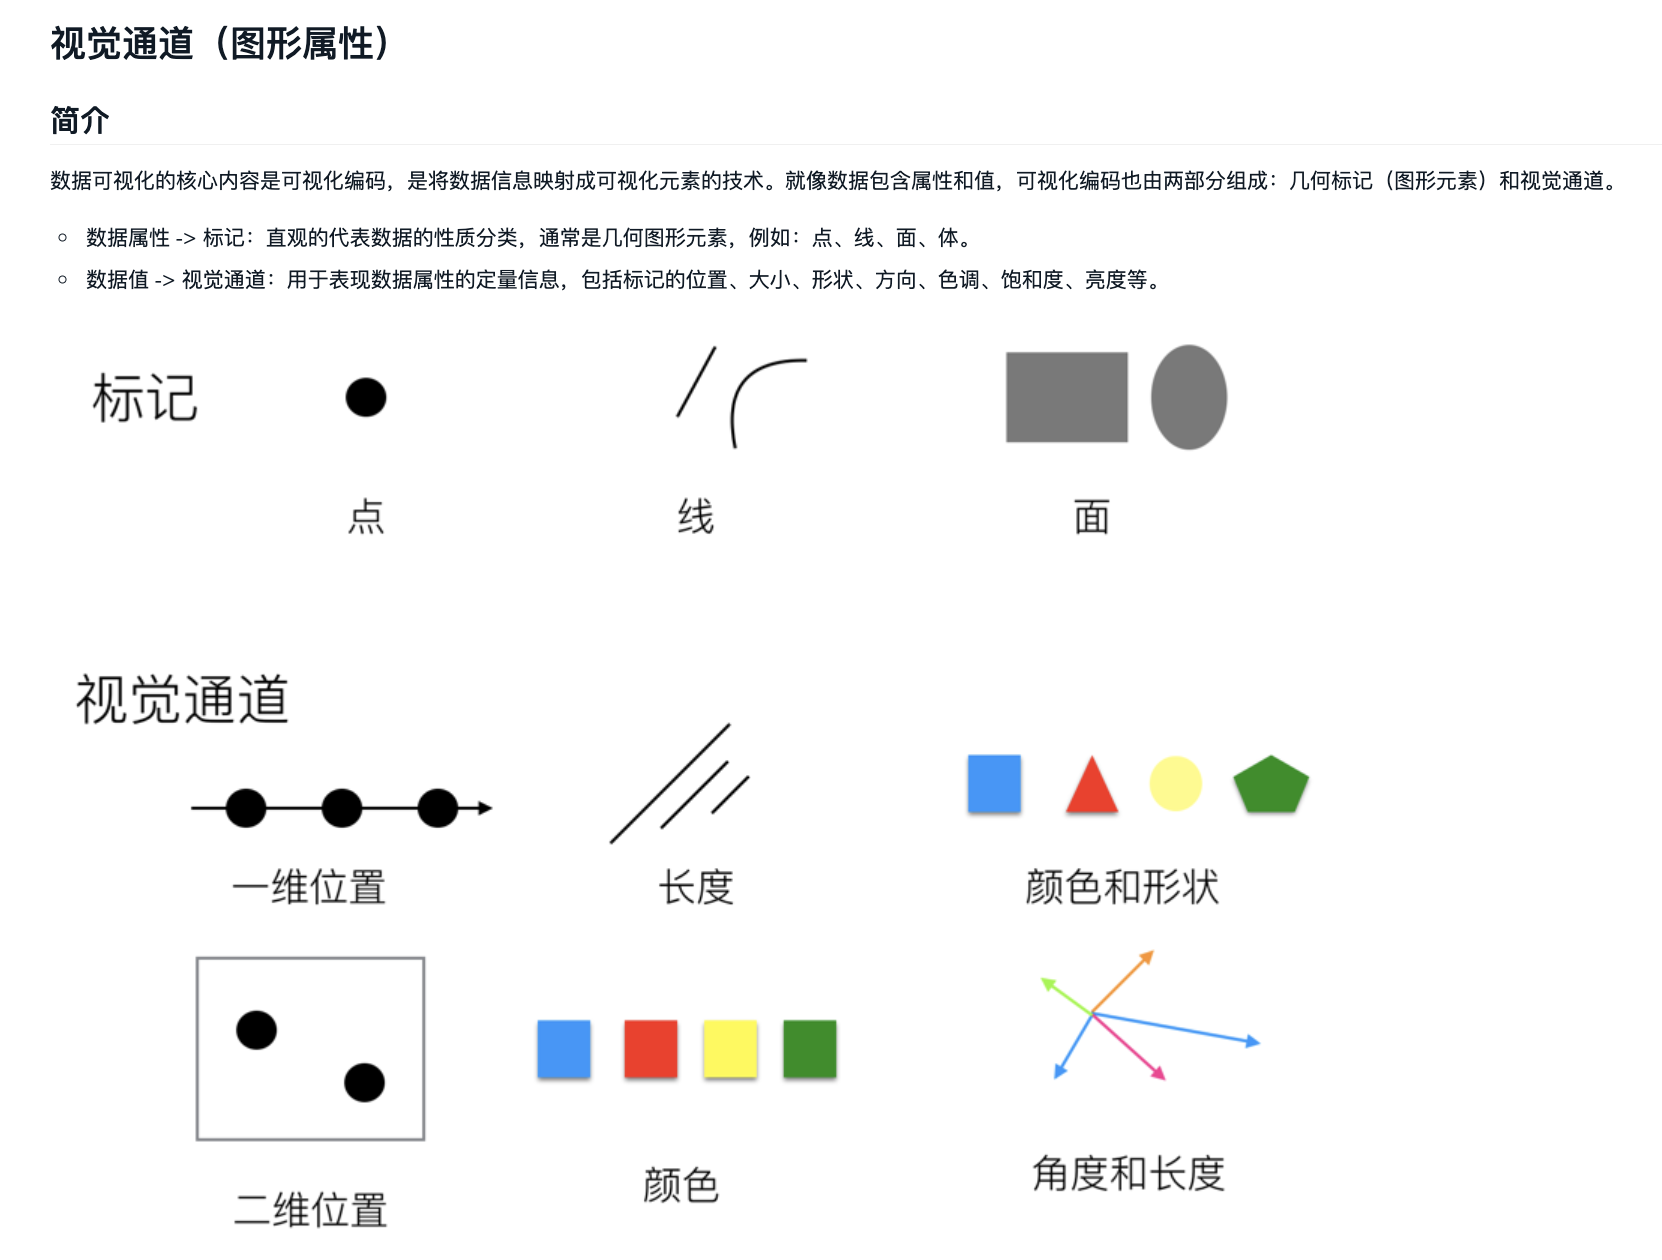 视觉通道（图形属性）
简介
数据可视化的核心内容是可视化编码，是将数据信息映射成可视化元素的技术。就像数据包含属性和值，可视化编码也由两部分组成：几何标记（图形元素）和视觉通道。
数据属性 -> 标记：直观的代表数据的性质分类，通常是几何图形元素，例如：点、线、面、体。
数据值 -> 视觉通道：用于表现数据属性的定量信息，包括标记的位置、大小、形状、方向、色调、饱和度、亮度等。
标记
点
线
面
视觉通道
一维位置
长度
颜色和形状
二维位置
颜色
角度和长度